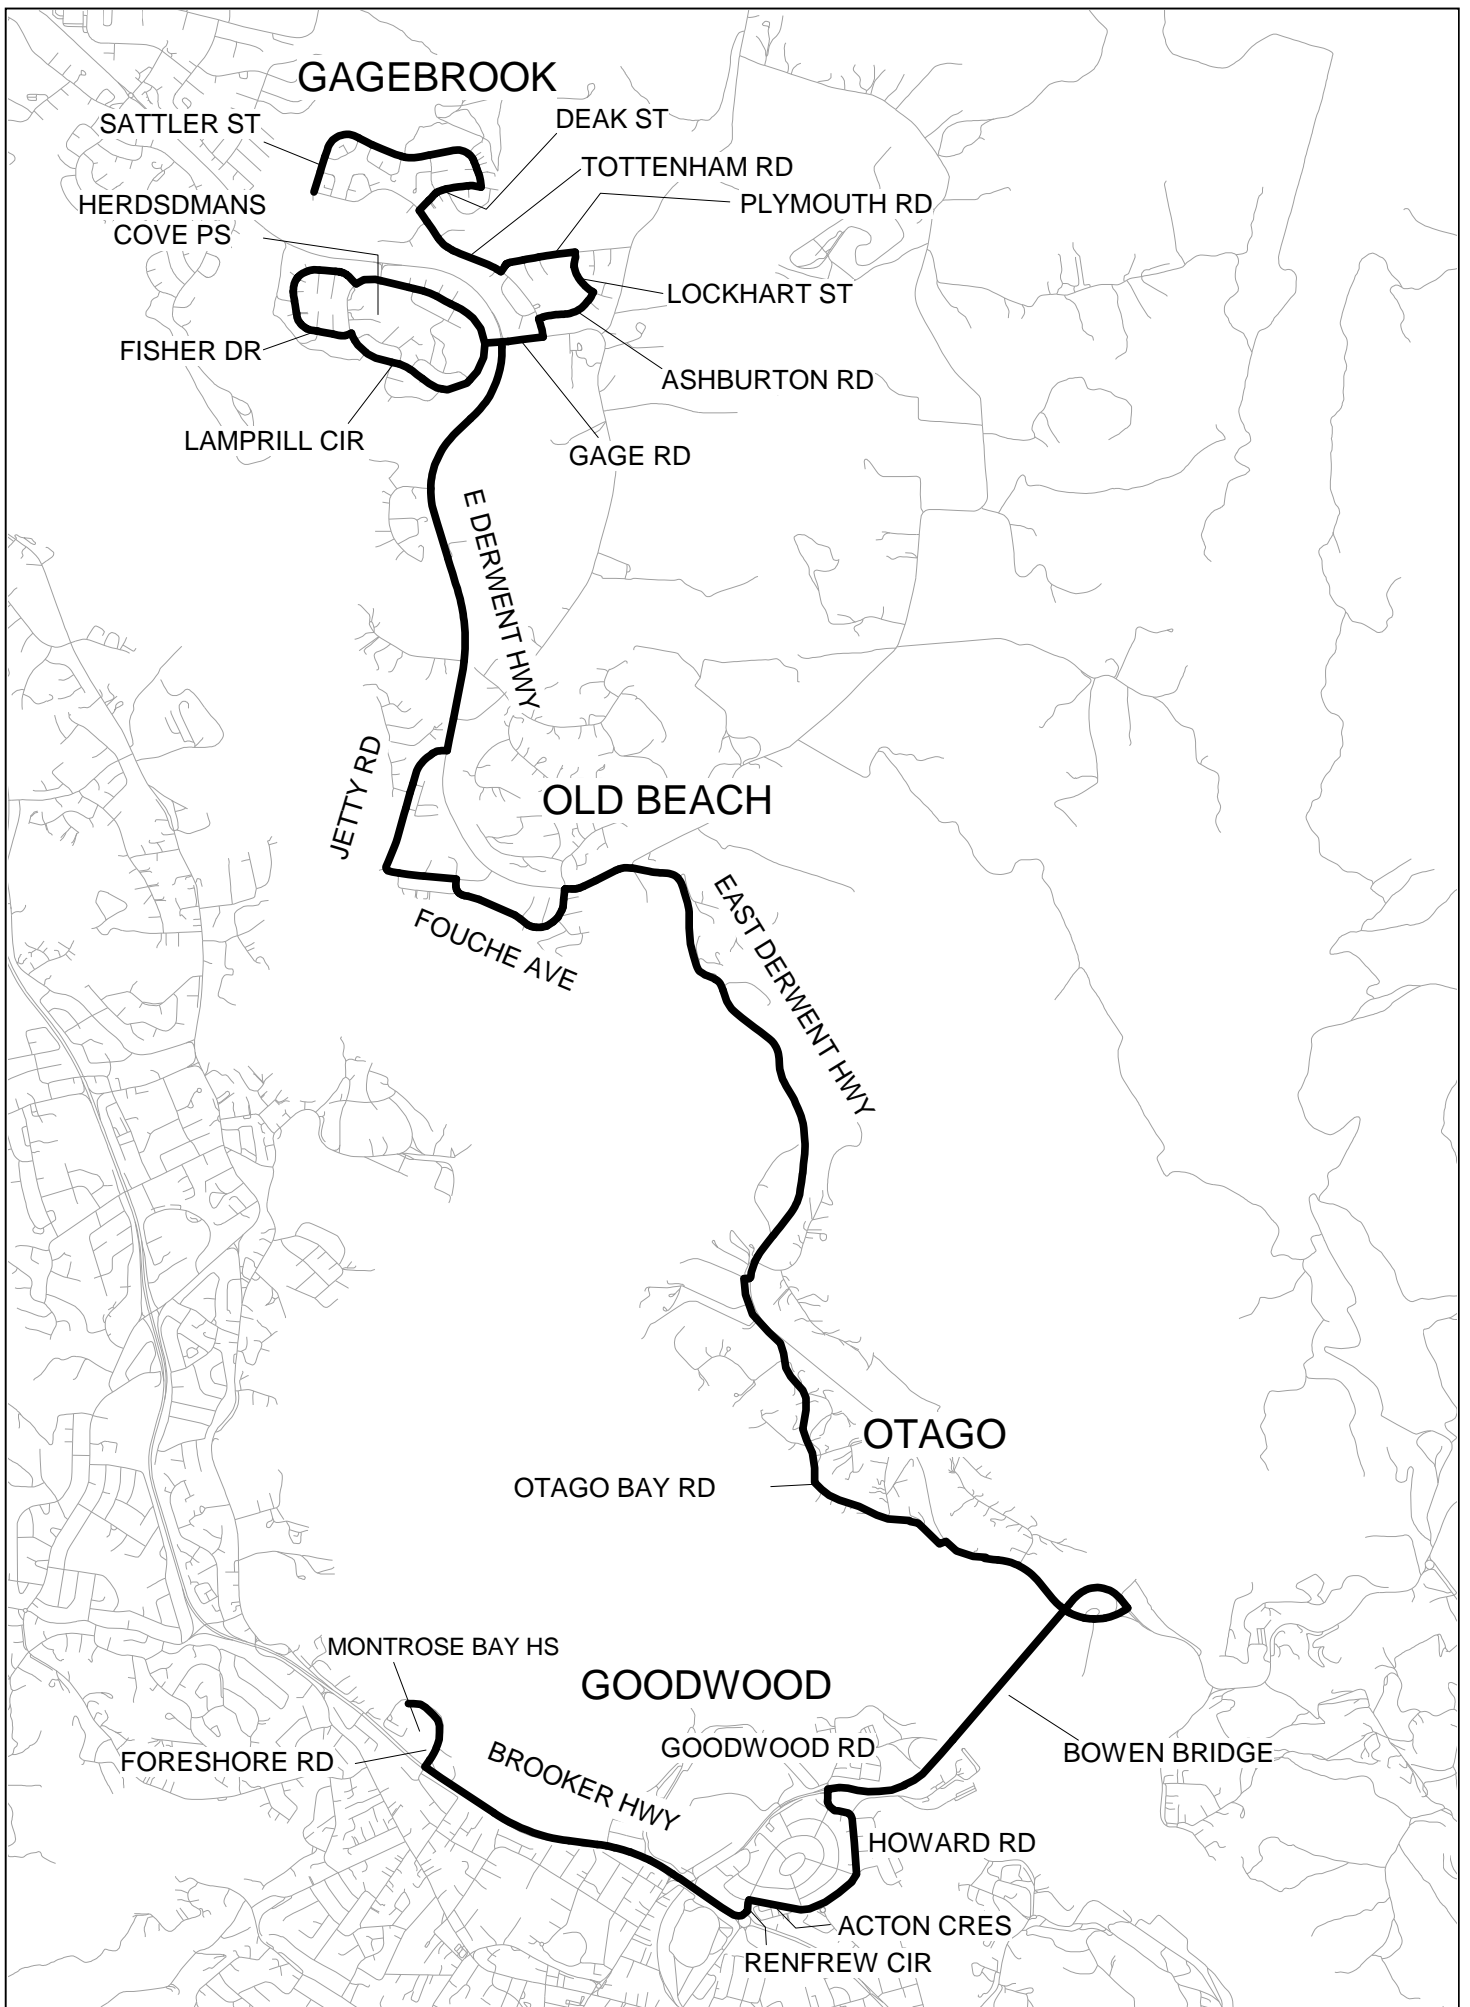 GAGEBROOK
SATTLER ST
DEAK ST
TOTTENHAM RD
HERDSDMANS
COVE PS
PLYMOUTH RD
LOCKHART ST
FISHER DR
ASHBURTON RD
LAMPRILL CIR
GAGE RD
E DERWENT HWY
JETTY RD
OLD BEACH
FOUCHE AVE
EAST DERWENT HWY
OTAGO
OTAGO BAY RD
MONTROSE BAY HS
GOODWOOD
FORESHORE RD
BROOKER HWY
GOODWOOD RD
BOWEN BRIDGE
HOWARD RD
ACTON CRES
RENFREW CIR